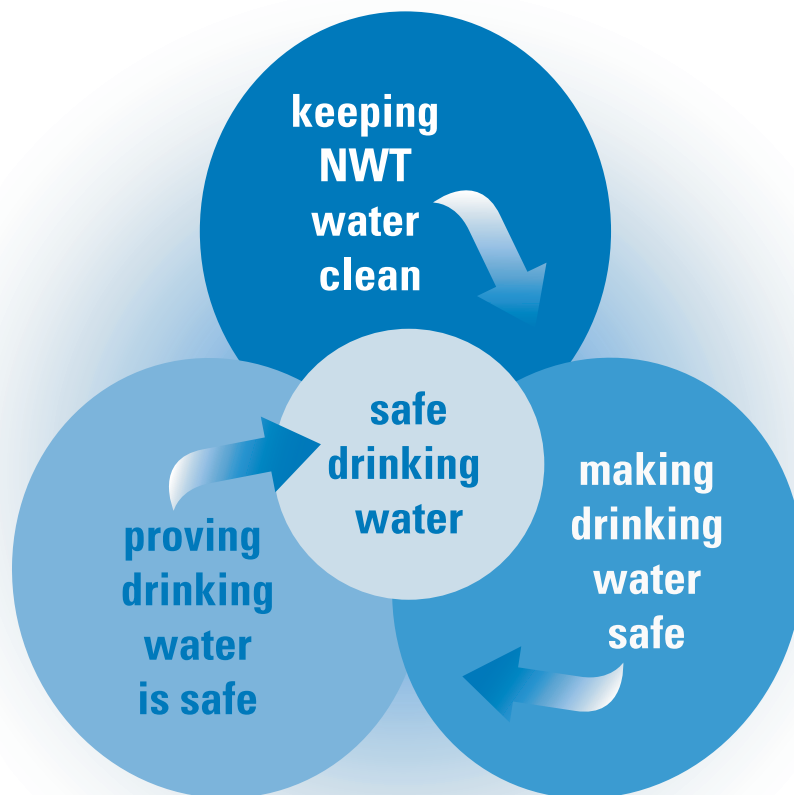 keeping
NWT
water
clean
safe
drinking
water
making
drinking
water
safe
proving
drinking
water
is safe